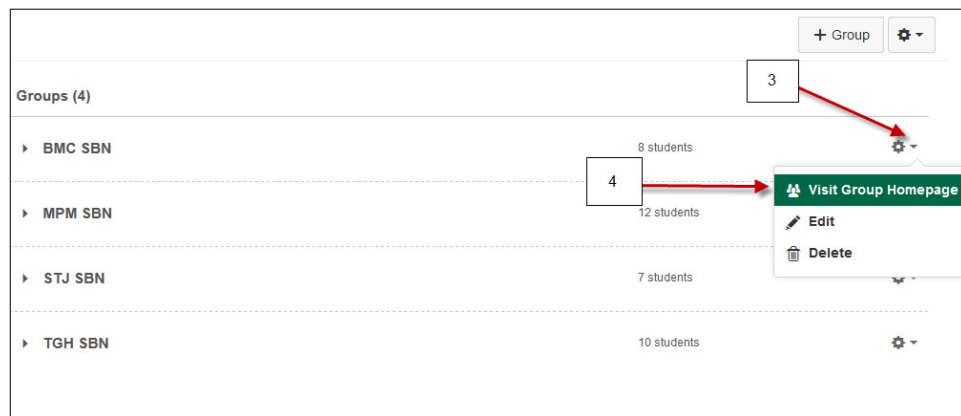 + Group
3
Groups (4)
BMC SBN 8 students
4
Visit Group Homepage
MPM SBN 12 students
Edit
Delete
STJ SBN 7 students
TGH SBN 10 students